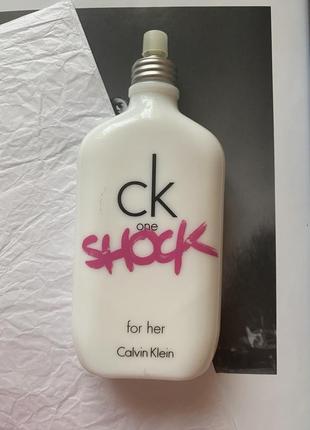 ck
one
SHOCK
for her
Calvin Klein